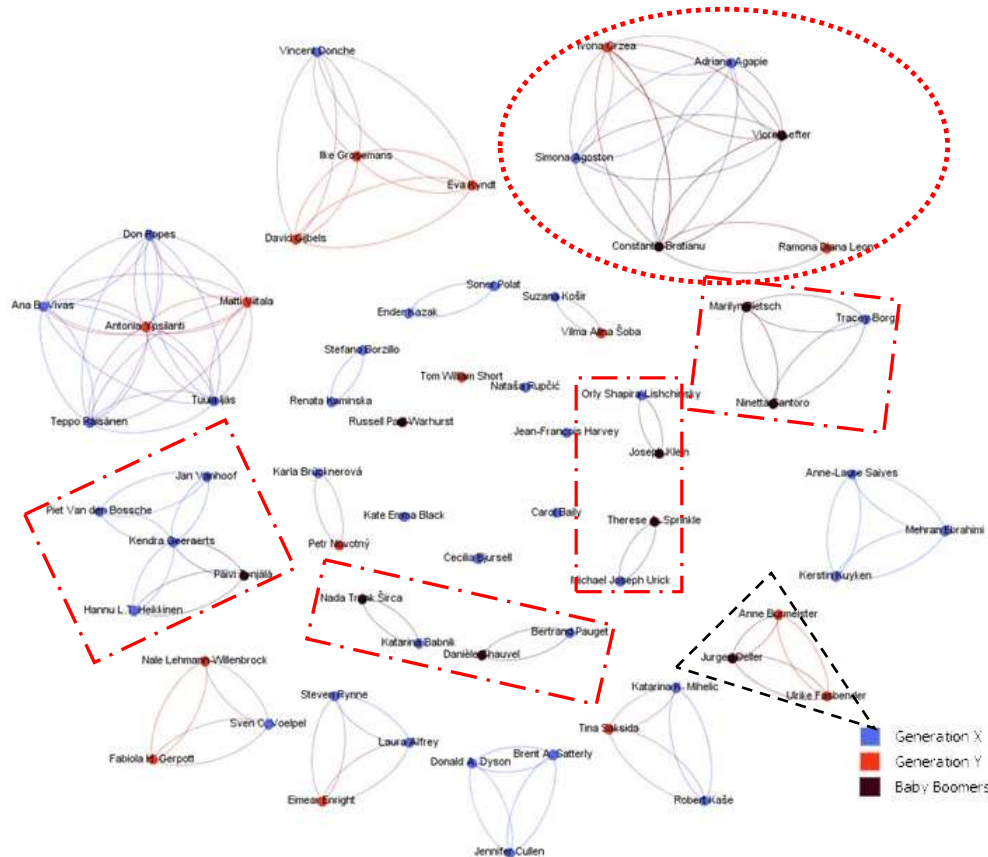 Vincent Donche
Ivona Orzea
Adriana Agapie
Viorel Lefter
Ilke Grosemans
Simona Agoston
Eva Kyndt
Don Ropes
David Gijbels
Constantin Bratianu
Ramona Diana Leon
Soner Polat
Suzana Košir
Ana B. Vivas
Matti Viitala
Marilyn
Antonia Ypsilanti
Ender Kazak
Tracey Borg
Vilma Alina Šoba
Stefano Borzillo
Tom William Short
Nataša Rupčić
Orly Shapira-Lishchinsky
Renata Kaminska
Ninetta Santoro
Tuuri
Teppo Räisänen
Russell Paul Warhurst
Jean-François Harvey
Joseph Klein
Jan Vanhoof
Karla Brücknerová
Anne-Laure Saives
Piet Van den Bossche
Kate Emma Black
Carol Baily
Therese Sprinkle
Mehran Ebrahimi
Kendra Geeraerts
Petr Novotný
Cecilia Bjursell
Päivi
Michael Joseph Urick
Kerstin Kuyken
Nada Trunk Širca
Hannu L.T. Heikkinen
Anne Burmeister
Bertrand Pauget
Katarina Babnik
Danièle Chauvel
Jurgen Deller
Nale Lehmann-Willenbrock
Katarina K. Mihelic
Steven Rynne
Ulrike Fasbender
Sven C. Voelpel
Tina Saksida
Generation X
Laura Alfrey
Brent A. Satterly
Fabiola H. Gerpott
Donald A. Dyson
Generation Y
Eimear Enright
Robert Kaše
Baby Boomers
Jennifer Cullen